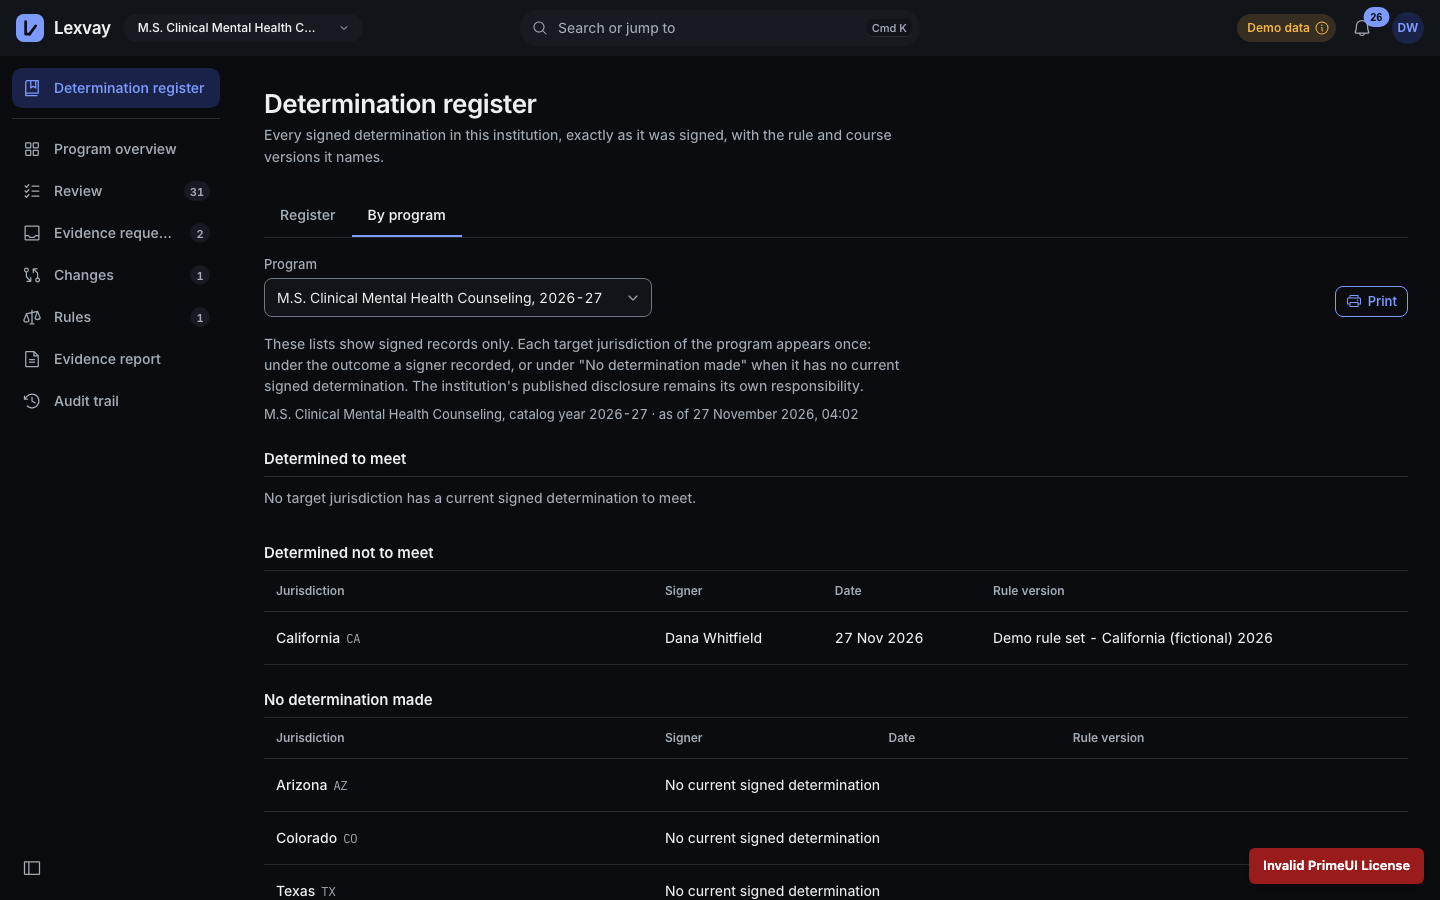 Lexvay
M.S. Clinical Mental Health C...
Search or jump to
Cmd K
Demo data
26
DW
Determination register
Program overview
Review 31
Evidence reque... 2
Changes 1
Rules 1
Evidence report
Audit trail
Determination register
Every signed determination in this institution, exactly as it was signed, with the rule and course
versions it names.
Register By program
Program
M.S. Clinical Mental Health Counseling, 2026-27
Print
These lists show signed records only. Each target jurisdiction of the program appears once:
under the outcome a signer recorded, or under "No determination made" when it has no current
signed determination. The institution's published disclosure remains its own responsibility.
M.S. Clinical Mental Health Counseling, catalog year 2026-27 · as of 27 November 2026, 04:02
Determined to meet
No target jurisdiction has a current signed determination to meet.
Determined not to meet
Jurisdiction Signer Date Rule version
California CA Dana Whitfield 27 Nov 2026 Demo rule set - California (fictional) 2026
No determination made
Jurisdiction Signer Date Rule version
Arizona AZ No current signed determination
Colorado CO No current signed determination
Texas TX No current signed determination
Invalid PrimeUI License